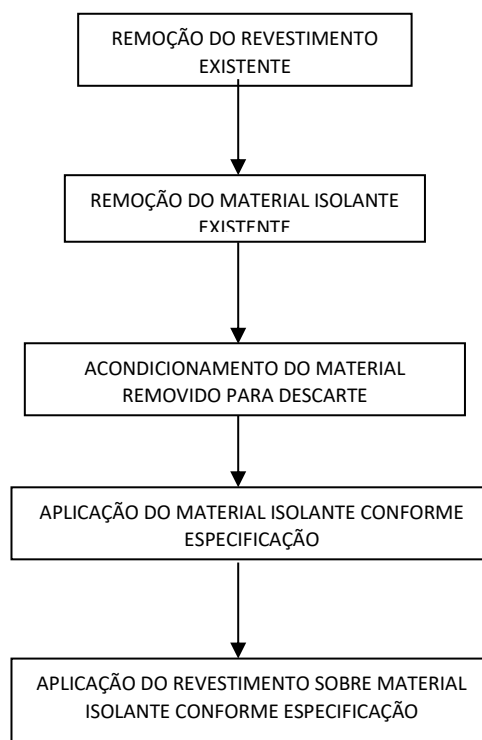 REMOÇÃO DO REVESTIMENTO
EXISTENTE
REMOÇÃO DO MATERIAL ISOLANTE
EXISTENTE
ACONDICIONAMENTO DO MATERIAL
REMOVIDO PARA DESCARTE
APLICAÇÃO DO MATERIAL ISOLANTE CONFORME
ESPECIFICAÇÃO
APLICAÇÃO DO REVESTIMENTO SOBRE MATERIAL
ISOLANTE CONFORME ESPECIFICAÇÃO